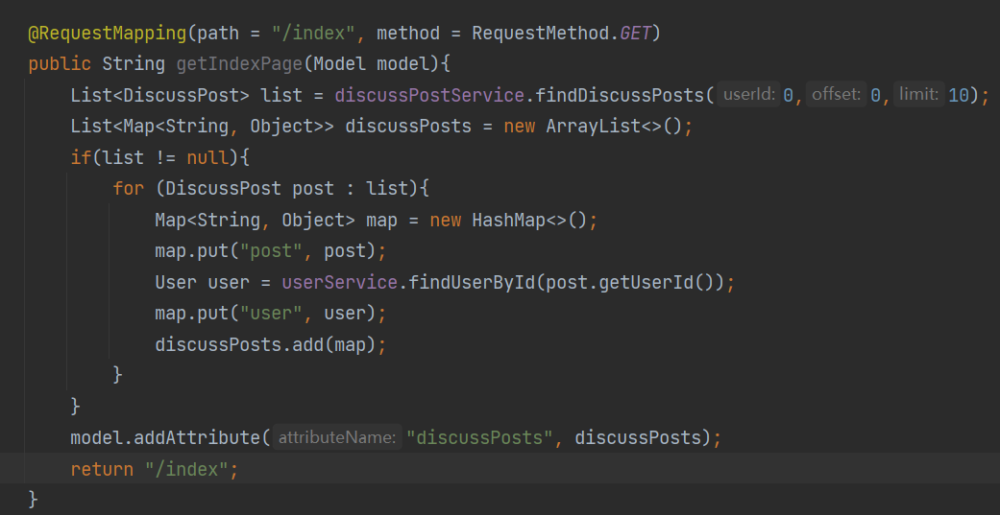 @RequestMapping(path = "/index", method = RequestMethod.GET)
public String getIndexPage(Model model){
List<DiscussPost> list = discussPostService.findDiscussPosts( userId: 0, offset: 0, limit: 10);
List<Map<String, Object>> discussPosts = new ArrayList<>();
if(list != null){
for (DiscussPost post : list){
Map<String, Object> map = new HashMap<>();
map.put("post", post);
User user = userService.findUserById(post.getUserId());
map.put("user", user);
discussPosts.add(map);
}
}
model.addAttribute( attributeName: "discussPosts", discussPosts);
return "/index";
}